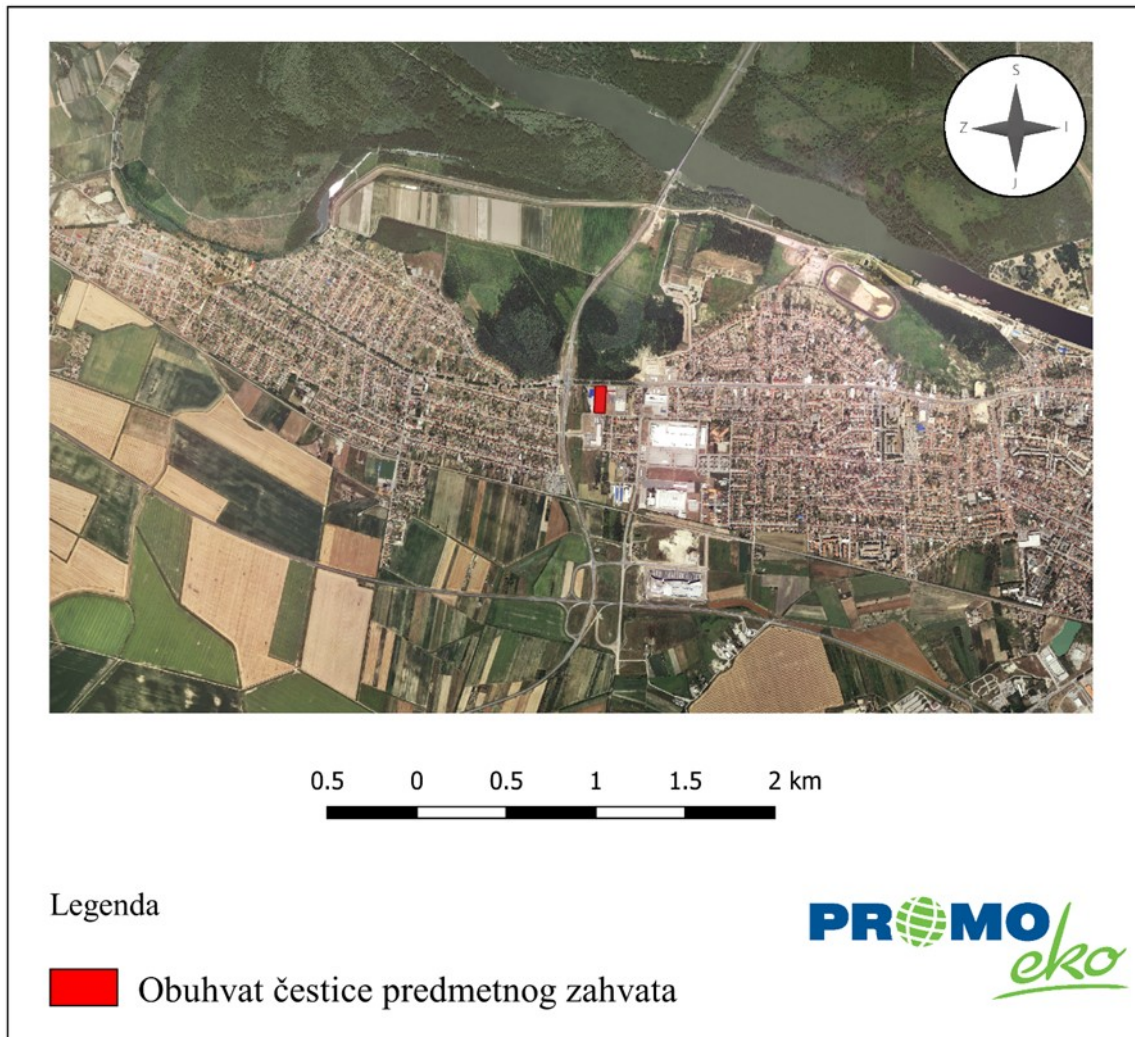 S
Z I
J
0.5 0 0.5 1 1.5 2 km
Legenda
PROMO
eko
Obuhvat čestice predmetnog zahvata